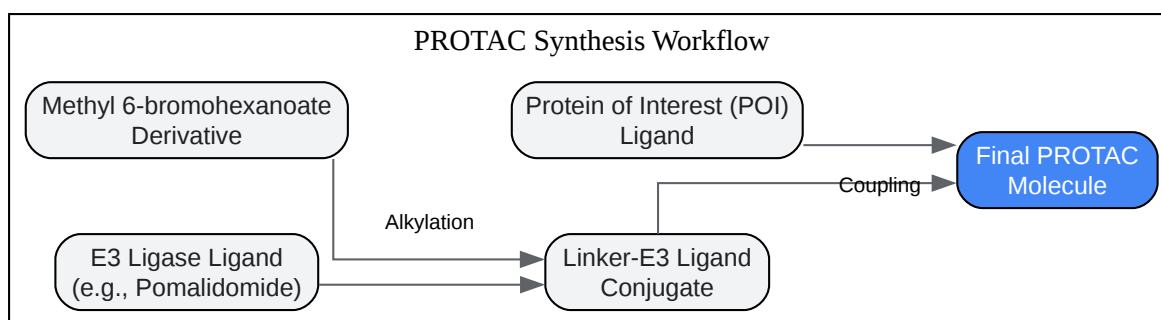 PROTAC Synthesis Workflow
Methyl 6-bromohexanoate
Derivative
Protein of Interest (POI)
Ligand
Final PROTAC
Molecule
Coupling
Alkylation
E3 Ligase Ligand
(e.g., Pomalidomide)
Linker-E3 Ligand
Conjugate